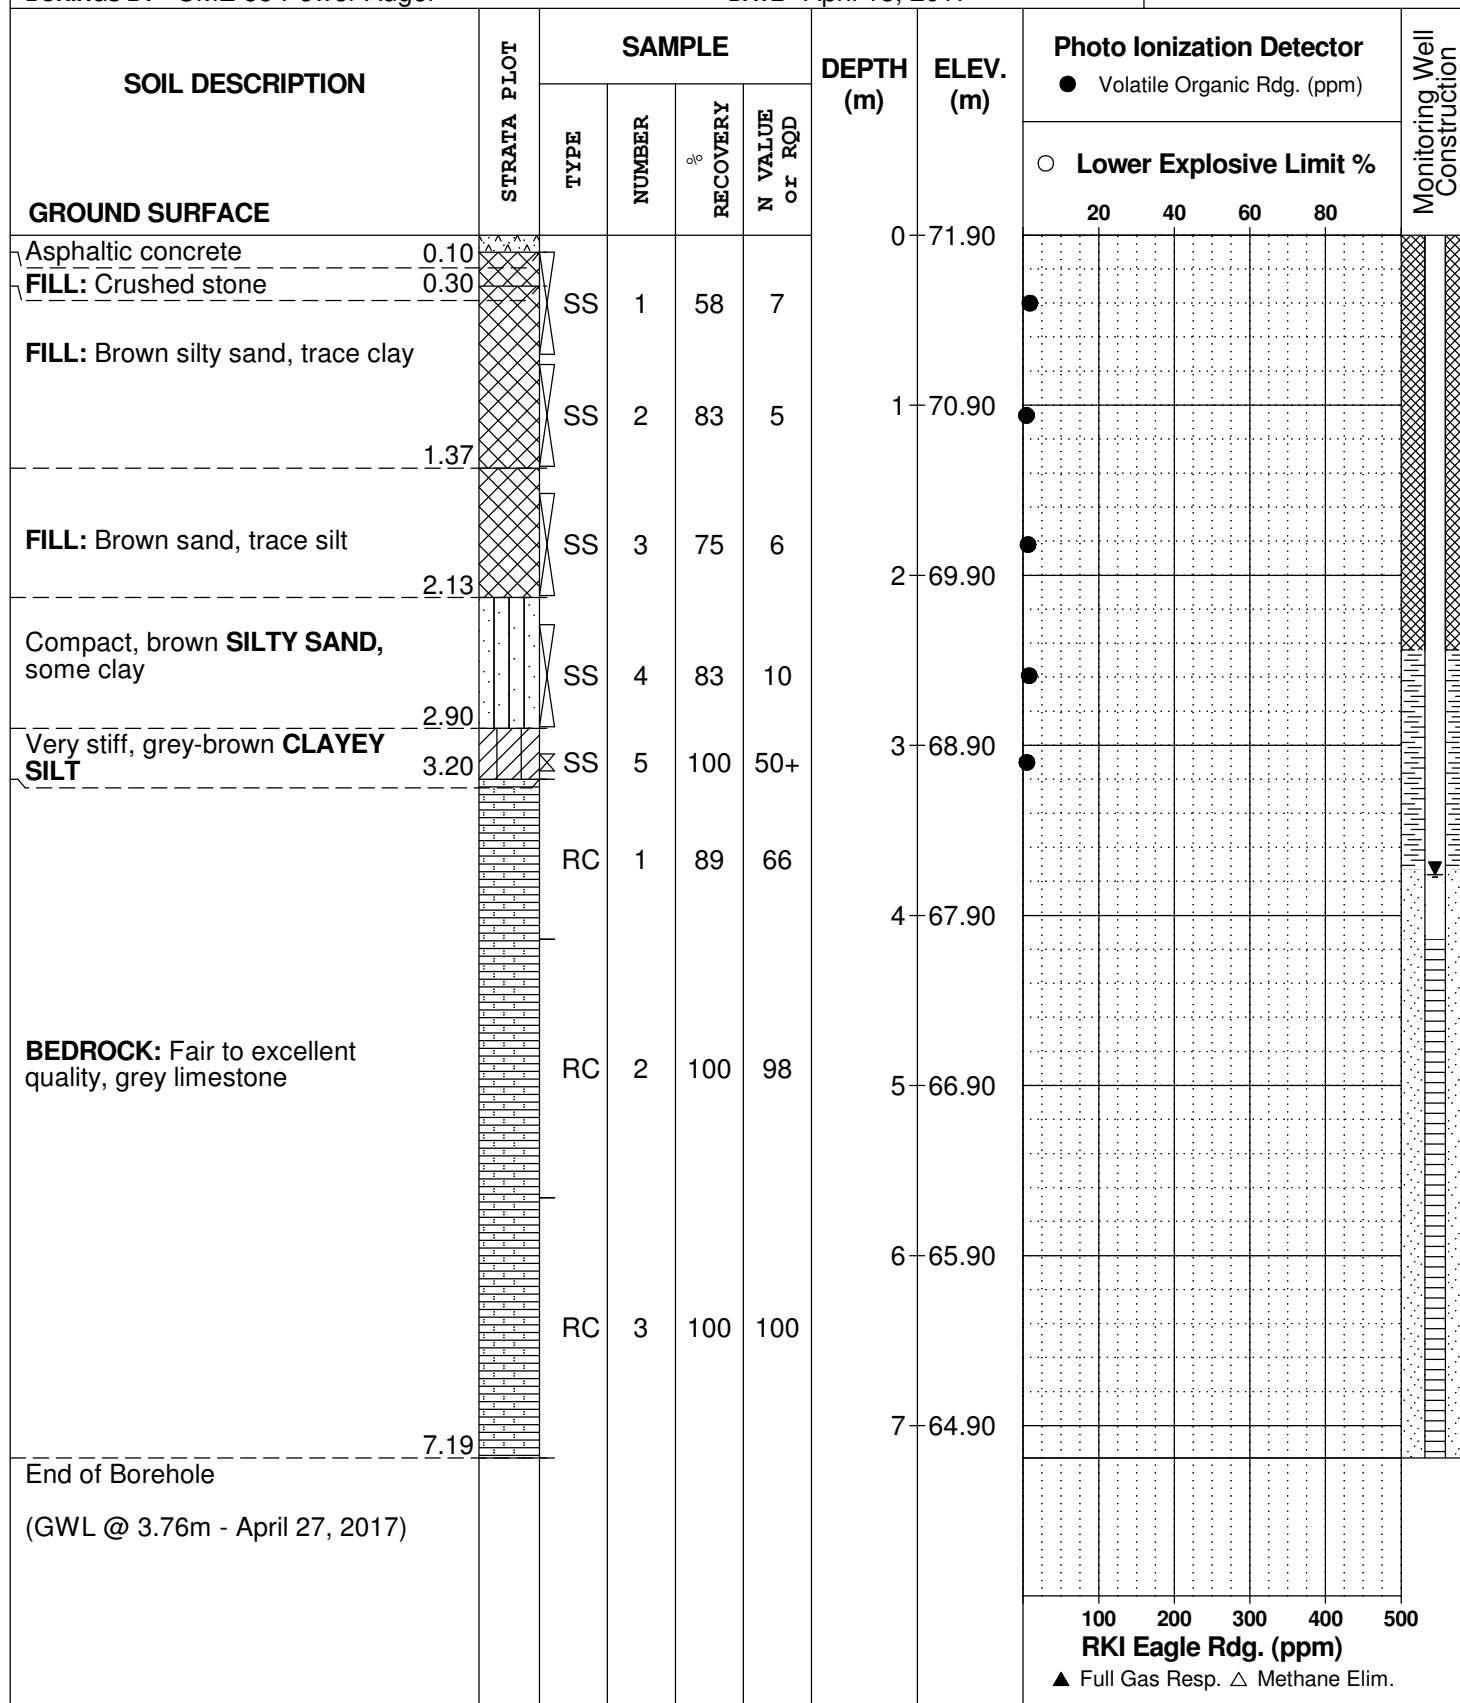 SOIL DESCRIPTION
GROUND SURFACE
STRATA PLOT
SAMPLE
TYPE
NUMBER
% RECOVERY
N VALUE or RQD
DEPTH (m)
ELEV. (m)
Photo Ionization Detector
● Volatile Organic Rdg. (ppm)
○ Lower Explosive Limit %
20 40 60 80
Monitoring Well Construction
0 71.90
Asphaltic concrete 0.10
FILL: Crushed stone 0.30
SS 1 58 7
FILL: Brown silty sand, trace clay
1 70.90
SS 2 83 5
1.37
FILL: Brown sand, trace silt
SS 3 75 6
2 69.90
2.13
Compact, brown SILTY SAND,
some clay
SS 4 83 10
2.90
Very stiff, grey-brown CLAYEY
SILT 3.20
3 68.90
SS 5 100 50+
RC 1 89 66
4 67.90
BEDROCK: Fair to excellent
quality, grey limestone
RC 2 100 98
5 66.90
6 65.90
RC 3 100 100
7 64.90
7.19
End of Borehole
(GWL @ 3.76m - April 27, 2017)
100 200 300 400 500
RKI Eagle Rdg. (ppm)
▲ Full Gas Resp. △ Methane Elim.